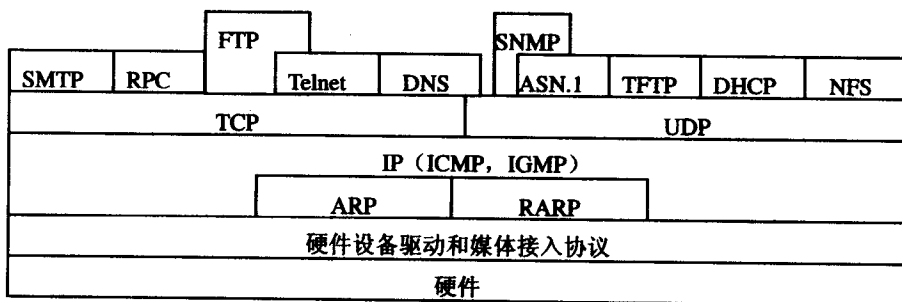 FTP
SNMP
SMTP
RPC
Telnet
DNS
ASN.1
TFTP
DHCP
NFS
TCP
UDP
IP（ICMP，IGMP）
ARP
RARP
硬件设备驱动和媒体接入协议
硬件